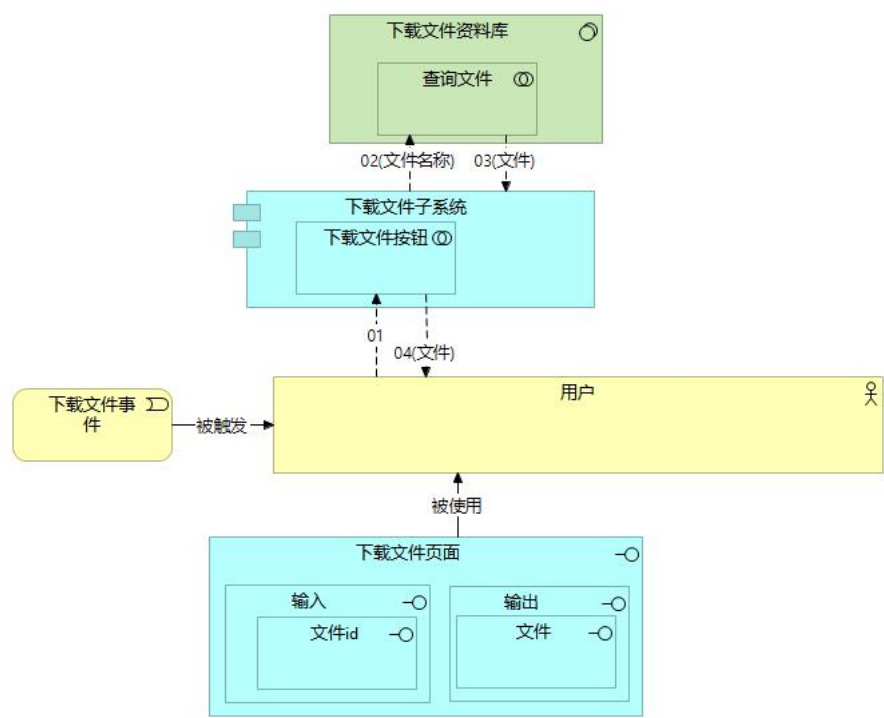 下载文件资料库
查询文件
02(文件名称)
03(文件)
下载文件子系统
下载文件按钮
01
04(文件)
用户
下载文件事
件
被触发
被使用
下载文件页面
输入
输出
文件id
文件